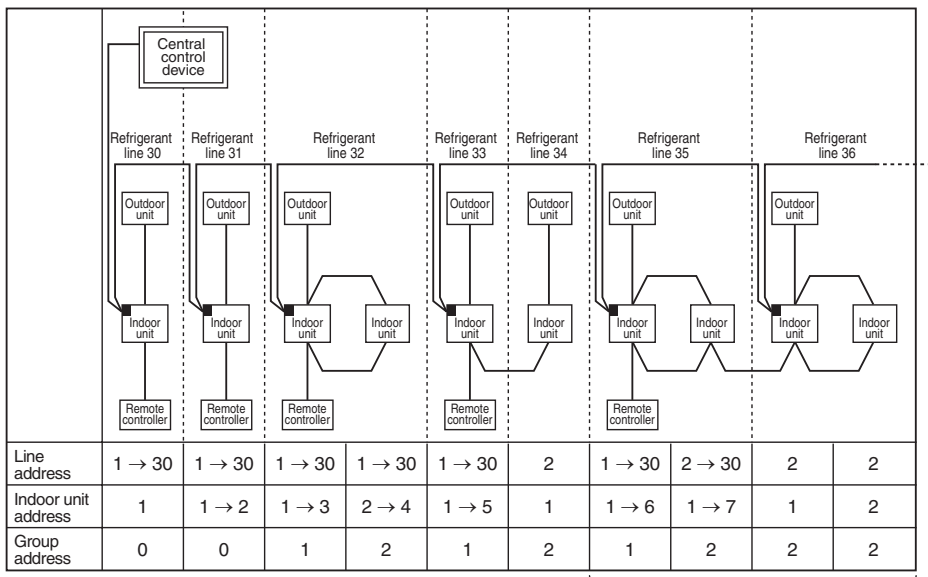 Central
control
device
Refrigerant
line 30
Refrigerant
line 31
Refrigerant
line 32
Refrigerant
line 33
Refrigerant
line 34
Refrigerant
line 35
Refrigerant
line 36
Outdoor
unit
Outdoor
unit
Outdoor
unit
Outdoor
unit
Outdoor
unit
Outdoor
unit
Outdoor
unit
Indoor
unit
Indoor
unit
Indoor
unit
Indoor
unit
Indoor
unit
Indoor
unit
Indoor
unit
Indoor
unit
Indoor
unit
Indoor
unit
Remote
controller
Remote
controller
Remote
controller
Remote
controller
Remote
controller
Line
address
1 → 30 1 → 30 1 → 30 1 → 30 1 → 30 2 1 → 30 2 → 30 2 2
Indoor unit
address
1 1 → 2 1 → 3 2 → 4 1 → 5 1 1 → 6 1 → 7 1 2
Group
address
0 0 1 2 1 2 1 2 2 2